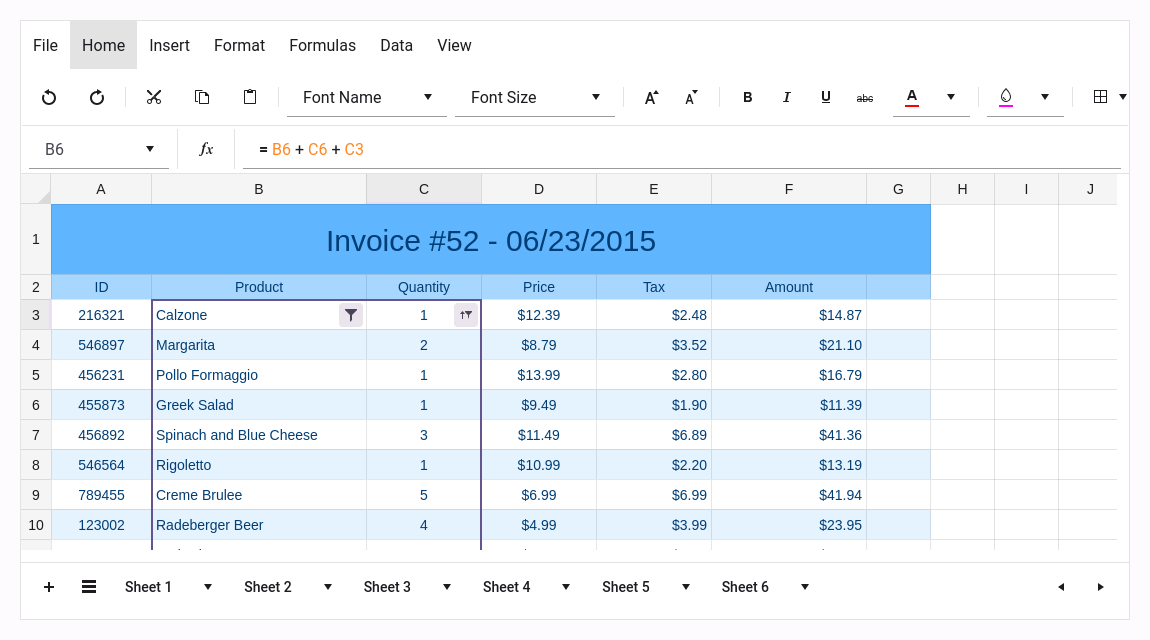 File Home Insert Format Formulas Data View
Font Name Font Size A A B I U abc A
B6 fx = B6 + C6 + C3
A B C D E F G H I J
1 Invoice #52 - 06/23/2015
2 ID Product Quantity Price Tax Amount
3 216321 Calzone 1 $12.39 $2.48 $14.87
4 546897 Margarita 2 $8.79 $3.52 $21.10
5 456231 Pollo Formaggio 1 $13.99 $2.80 $16.79
6 455873 Greek Salad 1 $9.49 $1.90 $11.39
7 456892 Spinach and Blue Cheese 3 $11.49 $6.89 $41.36
8 546564 Rigoletto 1 $10.99 $2.20 $13.19
9 789455 Creme Brulee 5 $6.99 $6.99 $41.94
10 123002 Radeberger Beer 4 $4.99 $3.99 $23.95
Sheet 1 Sheet 2 Sheet 3 Sheet 4 Sheet 5 Sheet 6